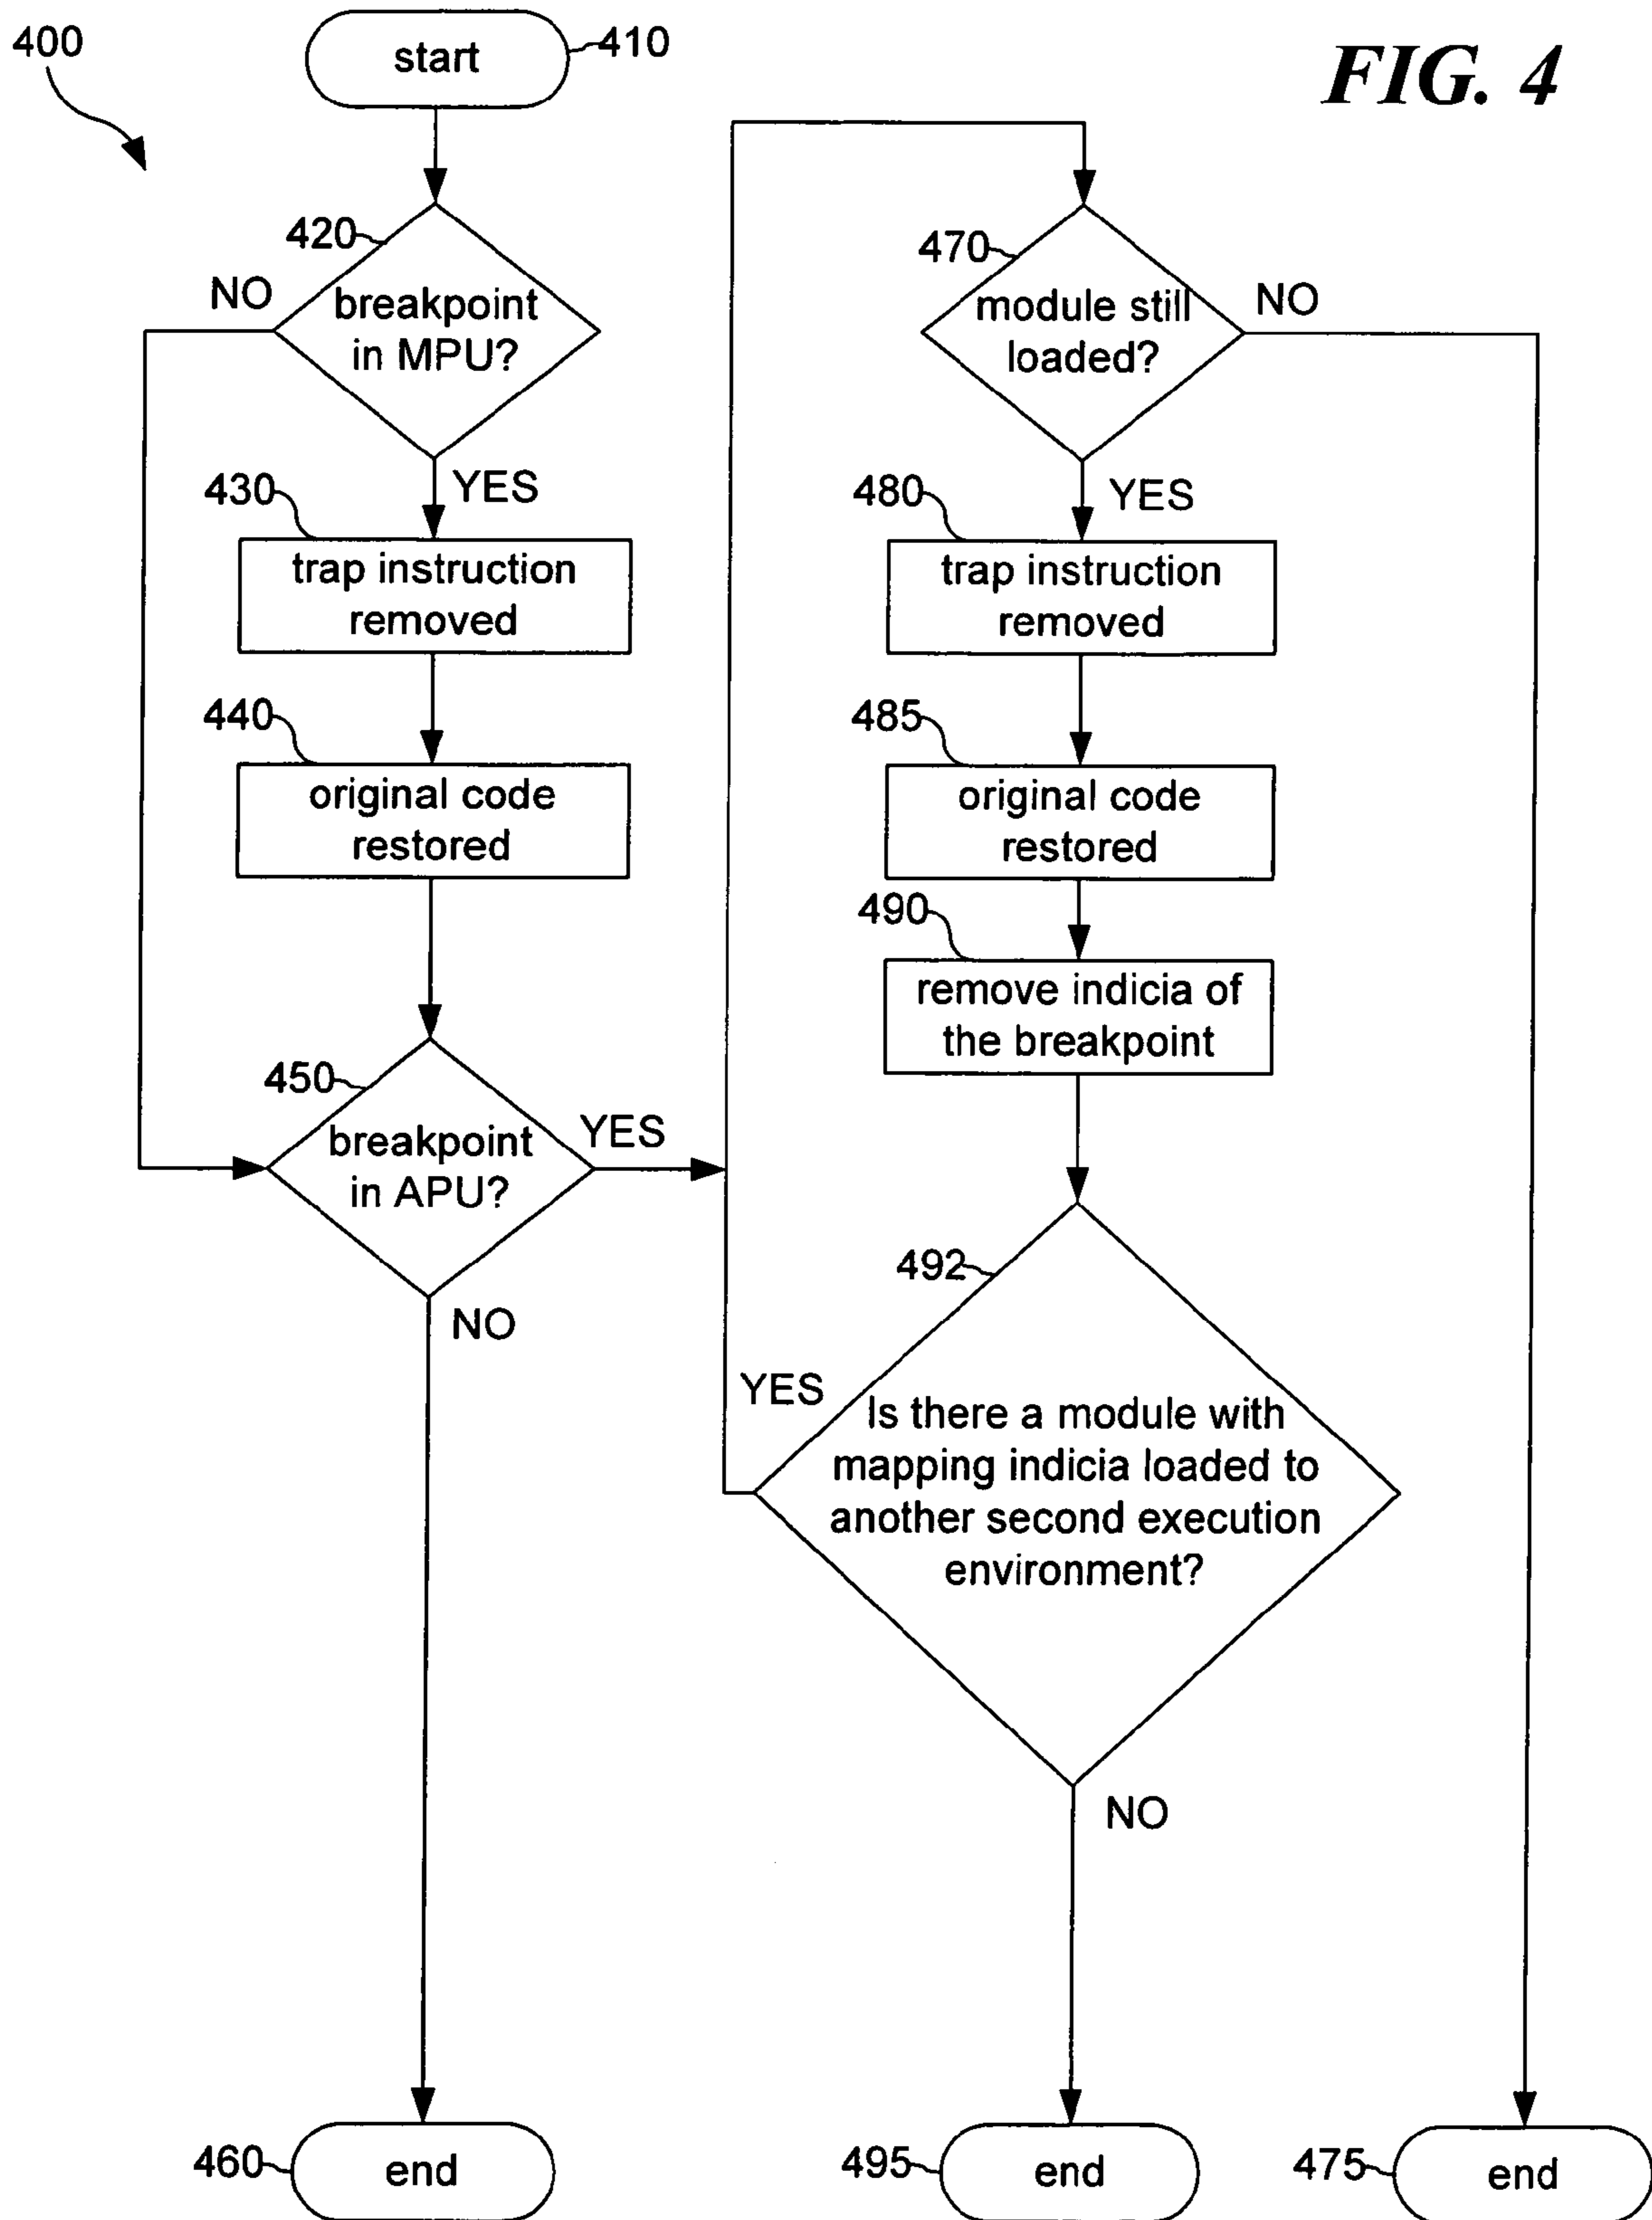 400
start
410
FIG. 4
420
NO
breakpoint
in MPU?
YES
430
trap instruction
removed
440
original code
restored
450
breakpoint
in APU?
YES
NO
460
end
470
module still
loaded?
NO
YES
480
trap instruction
removed
485
original code
restored
490
remove indicia of
the breakpoint
492
YES
Is there a module with
mapping indicia loaded to
another second execution
environment?
NO
495
end
475
end